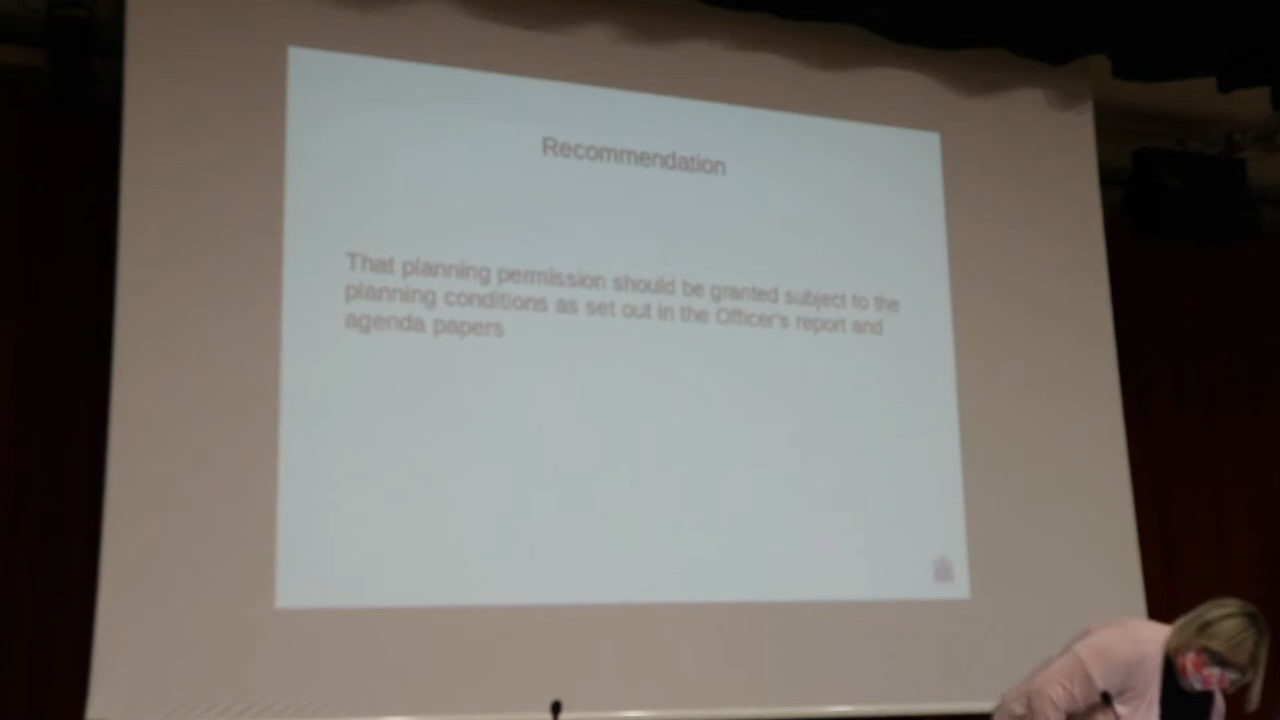 Recommendation
That planning permission should be granted subject to the
planning conditions as set out in the Officer's report and
agenda papers